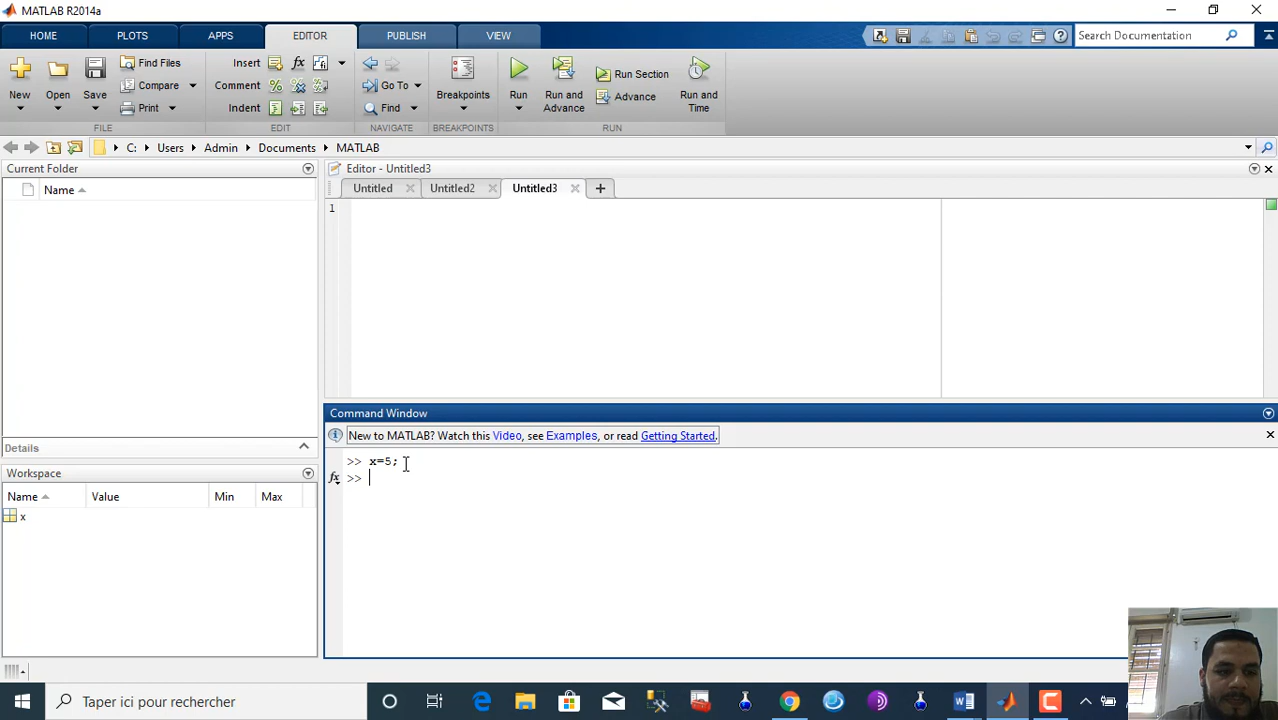 MATLAB R2014a
HOME PLOTS APPS EDITOR PUBLISH VIEW Search Documentation
New Open Save Find Files Compare Print Insert Comment Indent fx Go To Find Breakpoints Run Run and Advance Run Section Advance Run and Time
FILE EDIT NAVIGATE BREAKPOINTS RUN
C: Users Admin Documents MATLAB
Current Folder
Name
Details
Workspace
Name Value Min Max
x
Editor - Untitled3
Untitled Untitled2 Untitled3
1
Command Window
New to MATLAB? Watch this Video, see Examples, or read Getting Started.
>> x=5;
fx >>
Taper ici pour rechercher